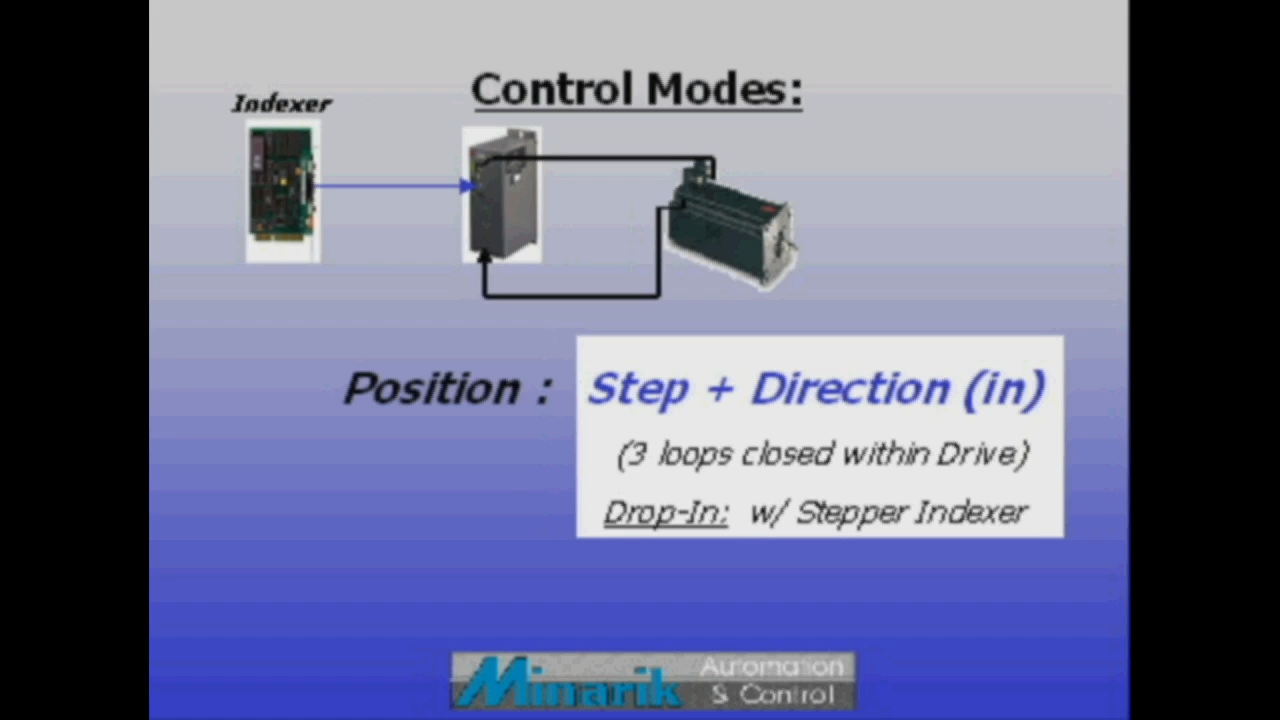 Control Modes:
Indexer
Position : Step + Direction (in)
(3 loops closed within Drive)
Drop-In: w/ Stepper Indexer
Minarik Automation
& Control